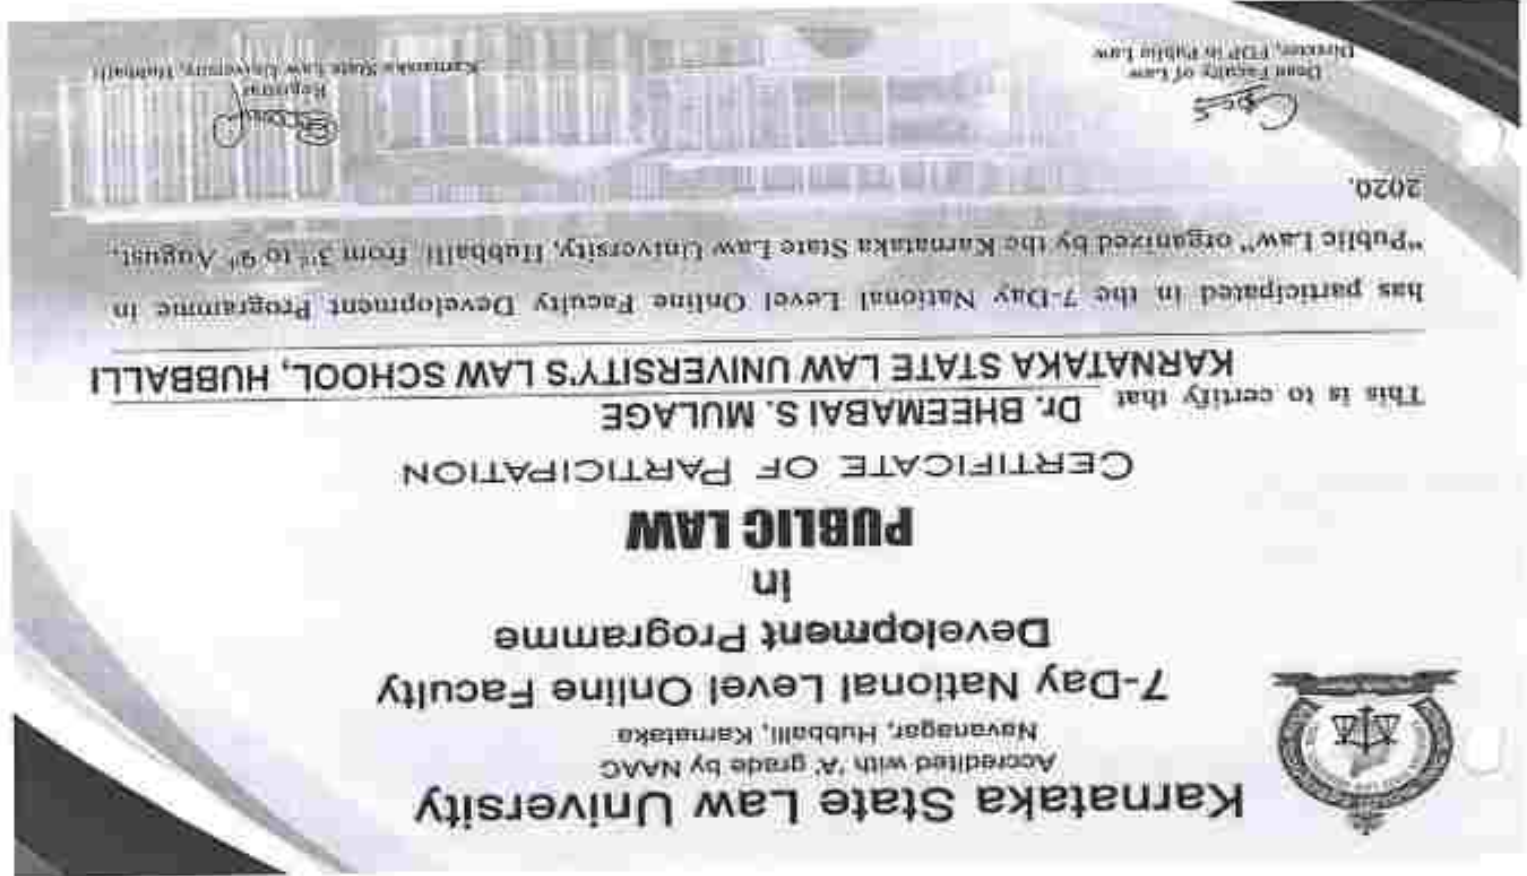 Karnataka State Law University
Accredited with 'A' grade by NAAC
Navanagar, Hubballi, Karnataka
7-Day National Level Online Faculty
Development Programme
in
PUBLIC LAW
CERTIFICATE OF PARTICIPATION
This is to certify that Dr. BHEEMABAI S. MULAGE
KARNATAKA STATE LAW UNIVERSITY'S LAW SCHOOL, HUBBALLI
has participated in the 7-Day National Level Online Faculty Development Programme in
"Public Law" organized by the Karnataka State Law University, Hubballi from 3rd to 9th August,
2020.
Dean Faculty of Law
Director, FDP in Public Law
Registrar
Karnataka State Law University, Hubballi